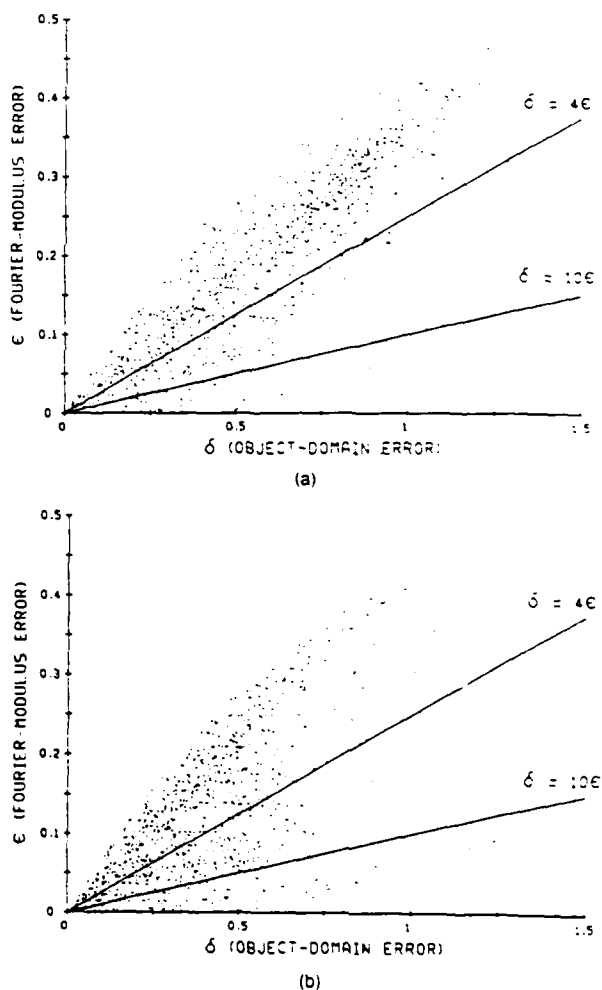 0.5
0.4
0.3
0.2
0.1
0
0 0.5 1 1.5
ϵ (FOURIER-MODULUS ERROR)
δ = 4ϵ
δ = 10ϵ
δ (OBJECT-DOMAIN ERROR)
(a)
0.5
0.4
0.3
0.2
0.1
0
0 0.5 1 1.5
ϵ (FOURIER-MODULUS ERROR)
δ = 4ϵ
δ = 10ϵ
δ (OBJECT-DOMAIN ERROR)
(b)